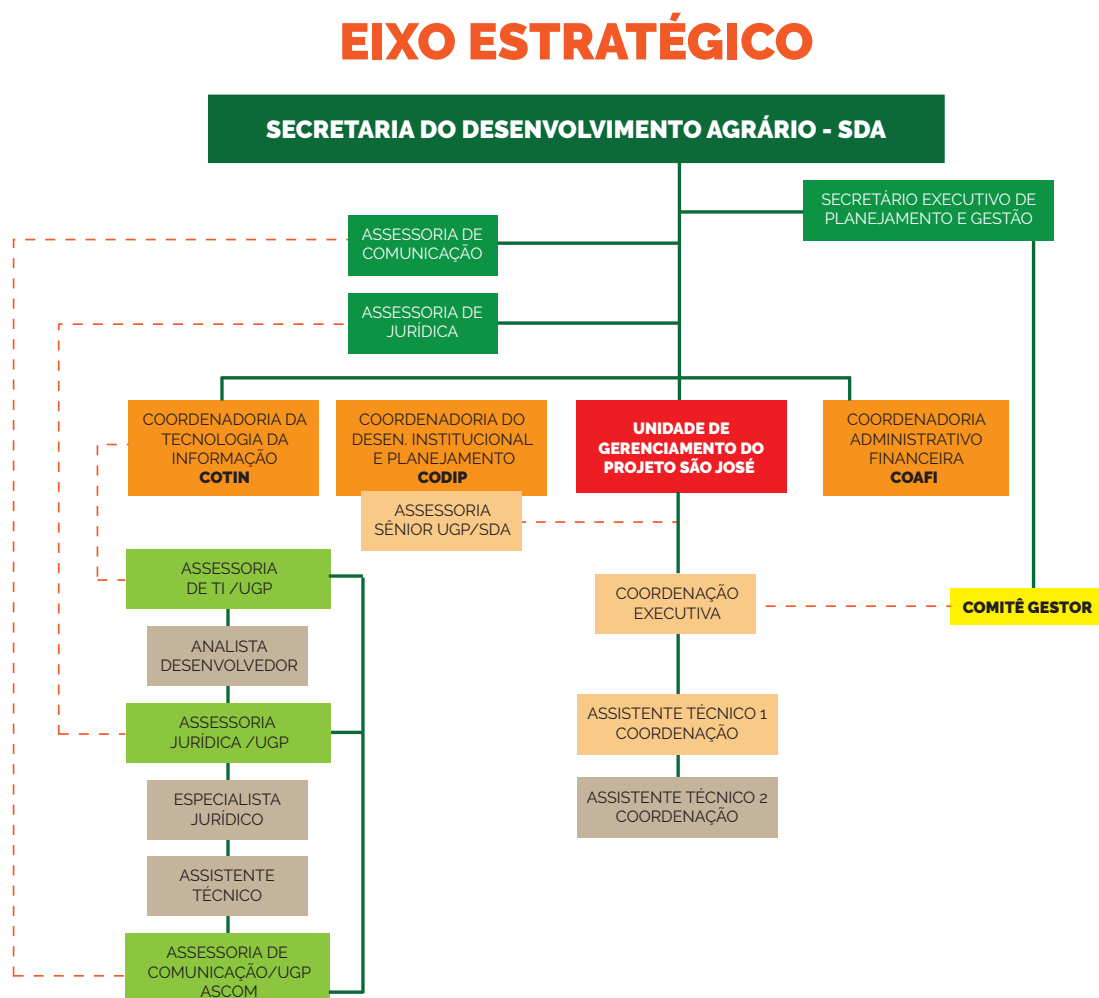 EIXO ESTRATÉGICO
SECRETARIA DO DESENVOLVIMENTO AGRÁRIO - SDA
SECRETÁRIO EXECUTIVO DE
PLANEJAMENTO E GESTÃO
ASSESSORIA DE
COMUNICAÇÃO
ASSESSORIA DE
JURÍDICA
COORDENADORIA DA
TECNOLOGIA DA
INFORMAÇÃO
COTIN
COORDENADORIA DO
DESEN. INSTITUCIONAL
E PLANEJAMENTO
CODIP
UNIDADE DE
GERENCIAMENTO DO
PROJETO SÃO JOSÉ
COORDENADORIA
ADMINISTRATIVO
FINANCEIRA
COAFI
ASSESSORIA
SÊNIOR UGP/SDA
ASSESSORIA
DE TI /UGP
COORDENAÇÃO
EXECUTIVA
COMITÊ GESTOR
ANALISTA
DESENVOLVEDOR
ASSESSORIA
JURÍDICA /UGP
ASSISTENTE TÉCNICO 1
COORDENAÇÃO
ESPECIALISTA
JURÍDICO
ASSISTENTE TÉCNICO 2
COORDENAÇÃO
ASSISTENTE
TÉCNICO
ASSESSORIA DE
COMUNICAÇÃO/UGP
ASCOM